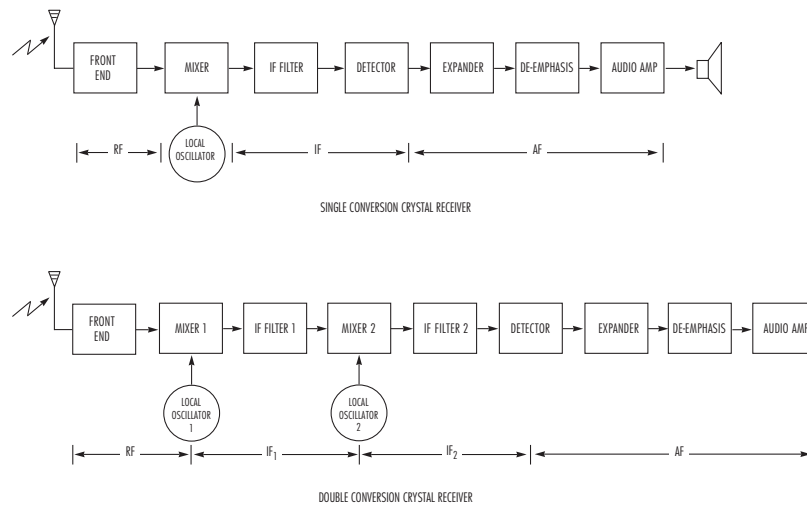 FRONT
END
MIXER
IF FILTER
DETECTOR
EXPANDER
DE-EMPHASIS
AUDIO AMP
LOCAL
OSCILLATOR
RF
IF
AF
SINGLE CONVERSION CRYSTAL RECEIVER
FRONT
END
MIXER 1
IF FILTER 1
MIXER 2
IF FILTER 2
DETECTOR
EXPANDER
DE-EMPHASIS
AUDIO AMP
LOCAL
OSCILLATOR
1
LOCAL
OSCILLATOR
2
RF
IF₁
IF₂
AF
DOUBLE CONVERSION CRYSTAL RECEIVER